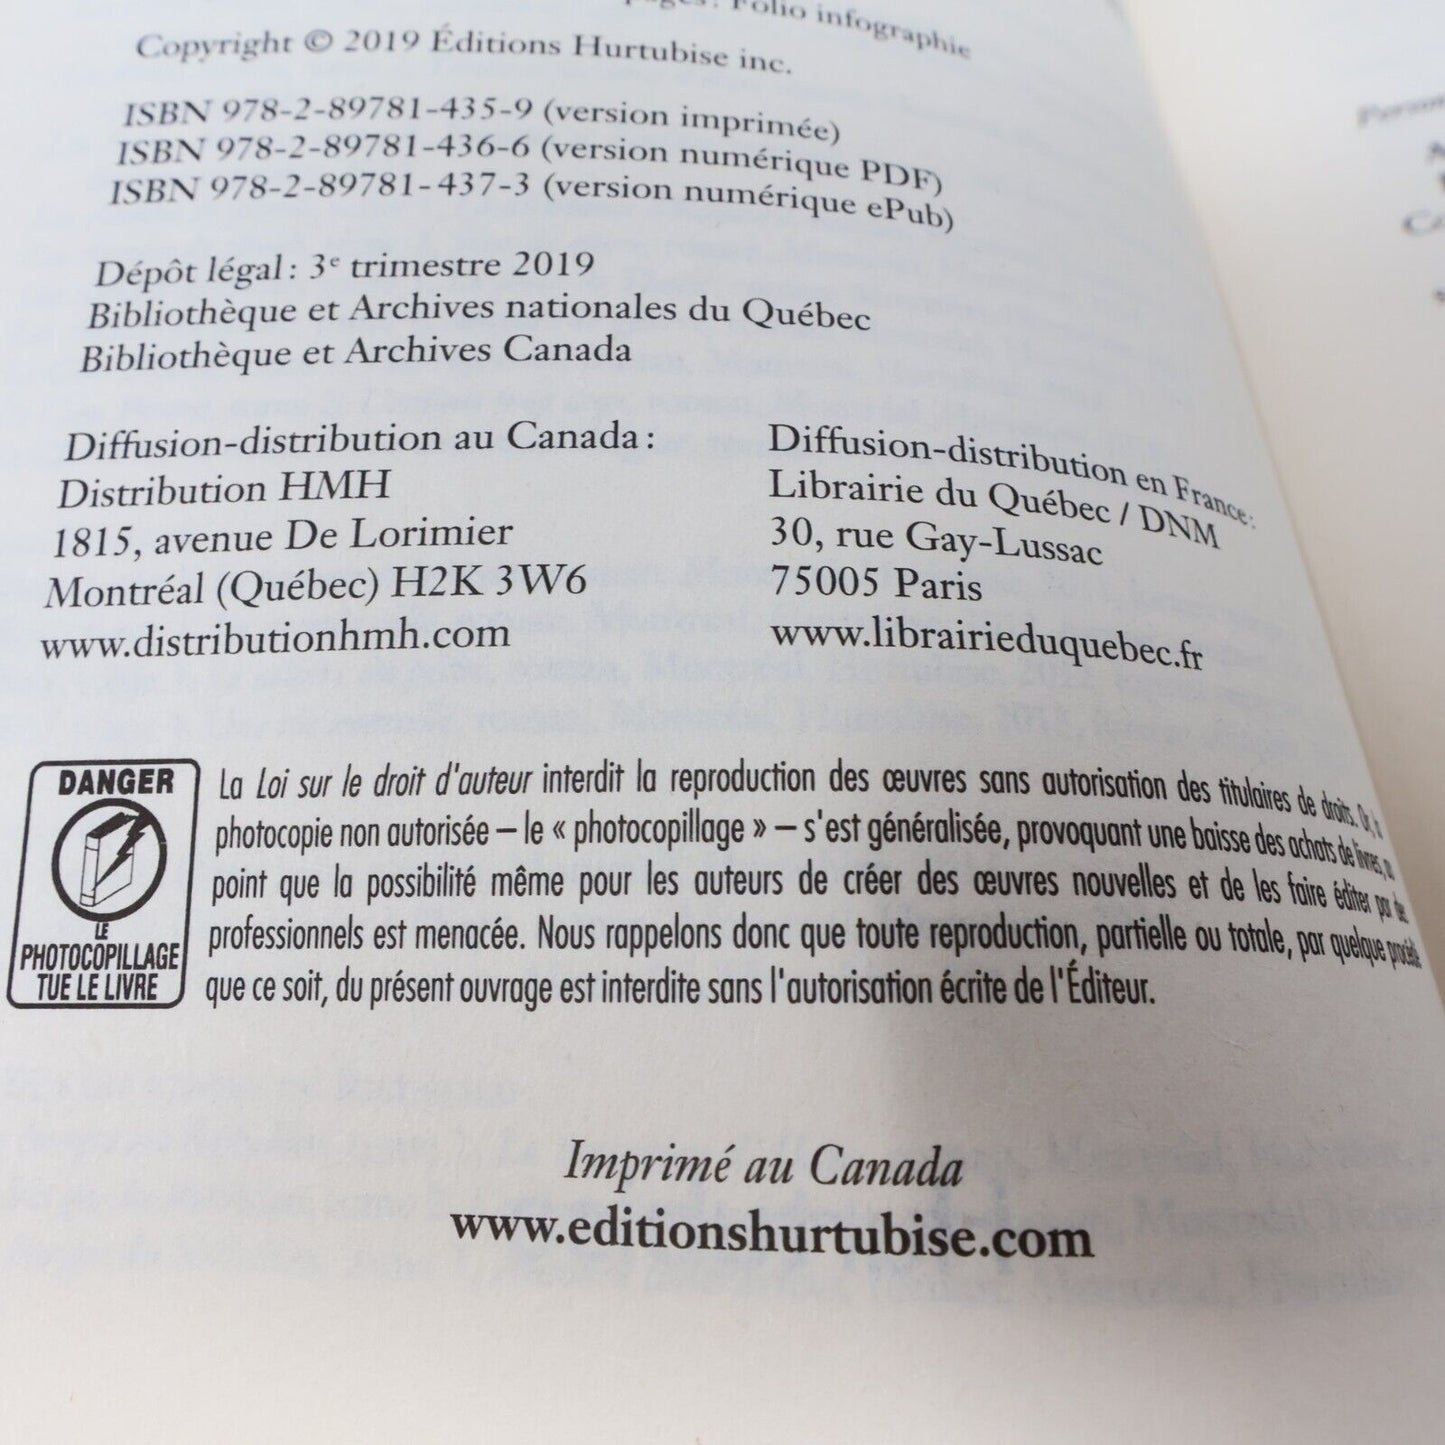 pages : Folio infographie
Copyright © 2019 Éditions Hurtubise inc.
ISBN 978-2-89781-435-9 (version imprimée)
ISBN 978-2-89781-436-6 (version numérique PDF)
ISBN 978-2-89781-437-3 (version numérique ePub)
Dépôt légal : 3e trimestre 2019
Bibliothèque et Archives nationales du Québec
Bibliothèque et Archives Canada
Diffusion-distribution au Canada :
Distribution HMH
1815, avenue De Lorimier
Montréal (Québec) H2K 3W6
www.distributionhmh.com
Diffusion-distribution en France :
Librairie du Québec / DNM
30, rue Gay-Lussac
75005 Paris
www.librairieduquebec.fr
DANGER
LE
PHOTOCOPILLAGE
TUE LE LIVRE
La Loi sur le droit d'auteur interdit la reproduction des œuvres sans autorisation des titulaires de droits. Or, la
photocopie non autorisée – le « photocopillage » – s'est généralisée, provoquant une baisse des achats de livres, au
point que la possibilité même pour les auteurs de créer des œuvres nouvelles et de les faire éditer par des
professionnels est menacée. Nous rappelons donc que toute reproduction, partielle ou totale, par quelque procédé
que ce soit, du présent ouvrage est interdite sans l'autorisation écrite de l'Éditeur.
Imprimé au Canada
www.editionshurtubise.com